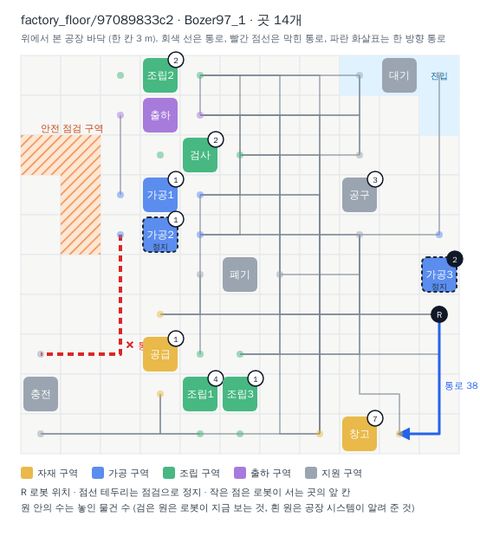 factory_floor/97089833c2 · Bozer97_1 · 곳 14개
위에서 본 공장 바닥 (한 칸 3 m). 회색 선은 통로, 빨간 점선은 막힌 통로, 파란 화살표는 한 방향 통로
조립2
2
대기
진입
출하
안전 점검 구역
검사
2
가공1
1
공구
3
가공2
1
정지
폐기
가공3
2
정지
R
×
공급
1
통로 38
충전
조립1
4
조립3
1
창고
7
자재 구역
가공 구역
조립 구역
출하 구역
지원 구역
R 로봇 위치 · 점선 테두리는 점검으로 정지 · 작은 점은 로봇이 서는 곳의 앞 칸
원 안의 수는 놓인 물건 수 (검은 원은 로봇이 지금 보는 것, 흰 원은 공장 시스템이 알려 준 것)